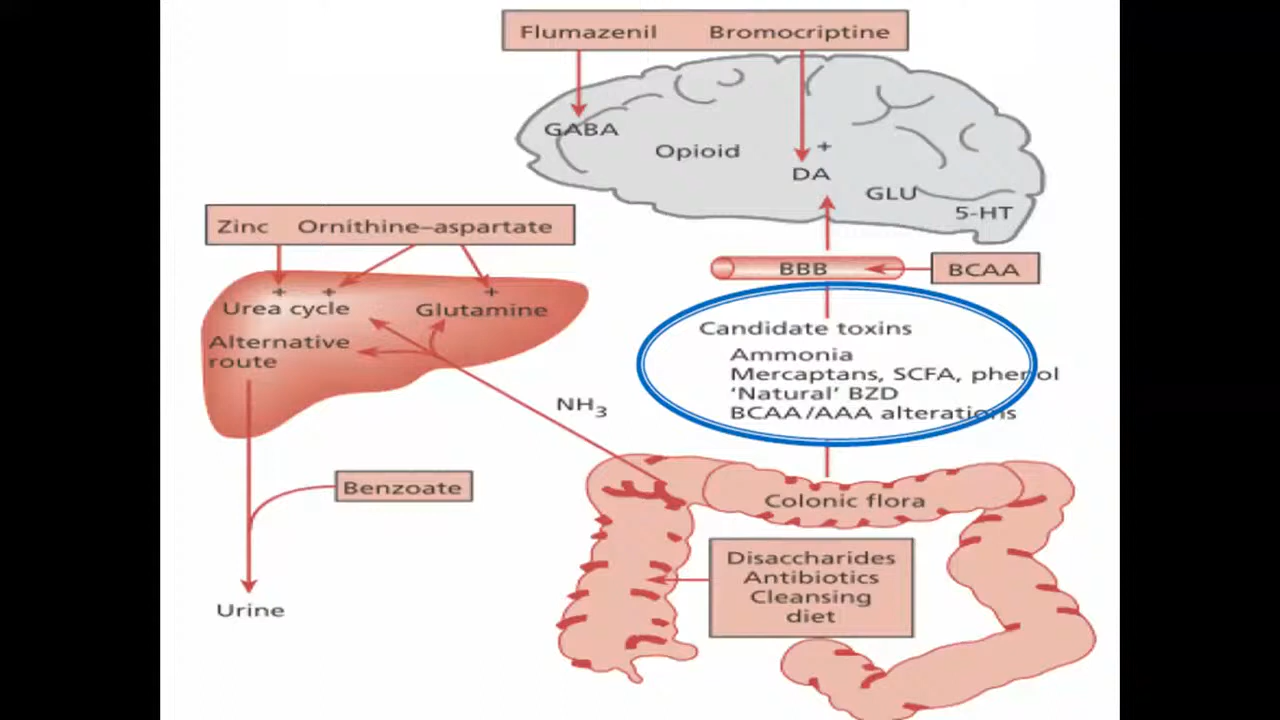 Flumazenil Bromocriptine
GABA
Opioid
+
DA
GLU
5-HT
Zinc Ornithine–aspartate
BBB
BCAA
+ + +
Urea cycle
Glutamine
Alternative
route
Candidate toxins
Ammonia
Mercaptans, SCFA, phenol
‘Natural’ BZD
BCAA/AAA alterations
NH3
Benzoate
Colonic flora
Disaccharides
Antibiotics
Cleansing
diet
Urine